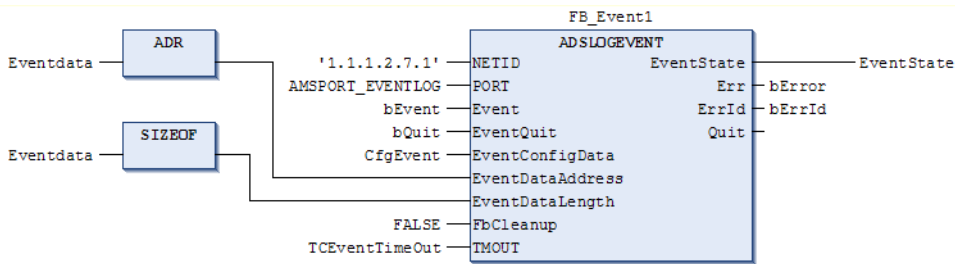 FB_Event1
ADR
ADSLOGEVENT
Eventdata
'1.1.1.2.7.1' NETID EventState EventState
AMSPORT_EVENTLOG PORT Err bError
bEvent Event ErrId bErrId
SIZEOF
bQuit EventQuit Quit
Eventdata
CfgEvent EventConfigData
EventDataAddress
EventDataLength
FALSE FbCleanup
TCEventTimeOut TMOUT